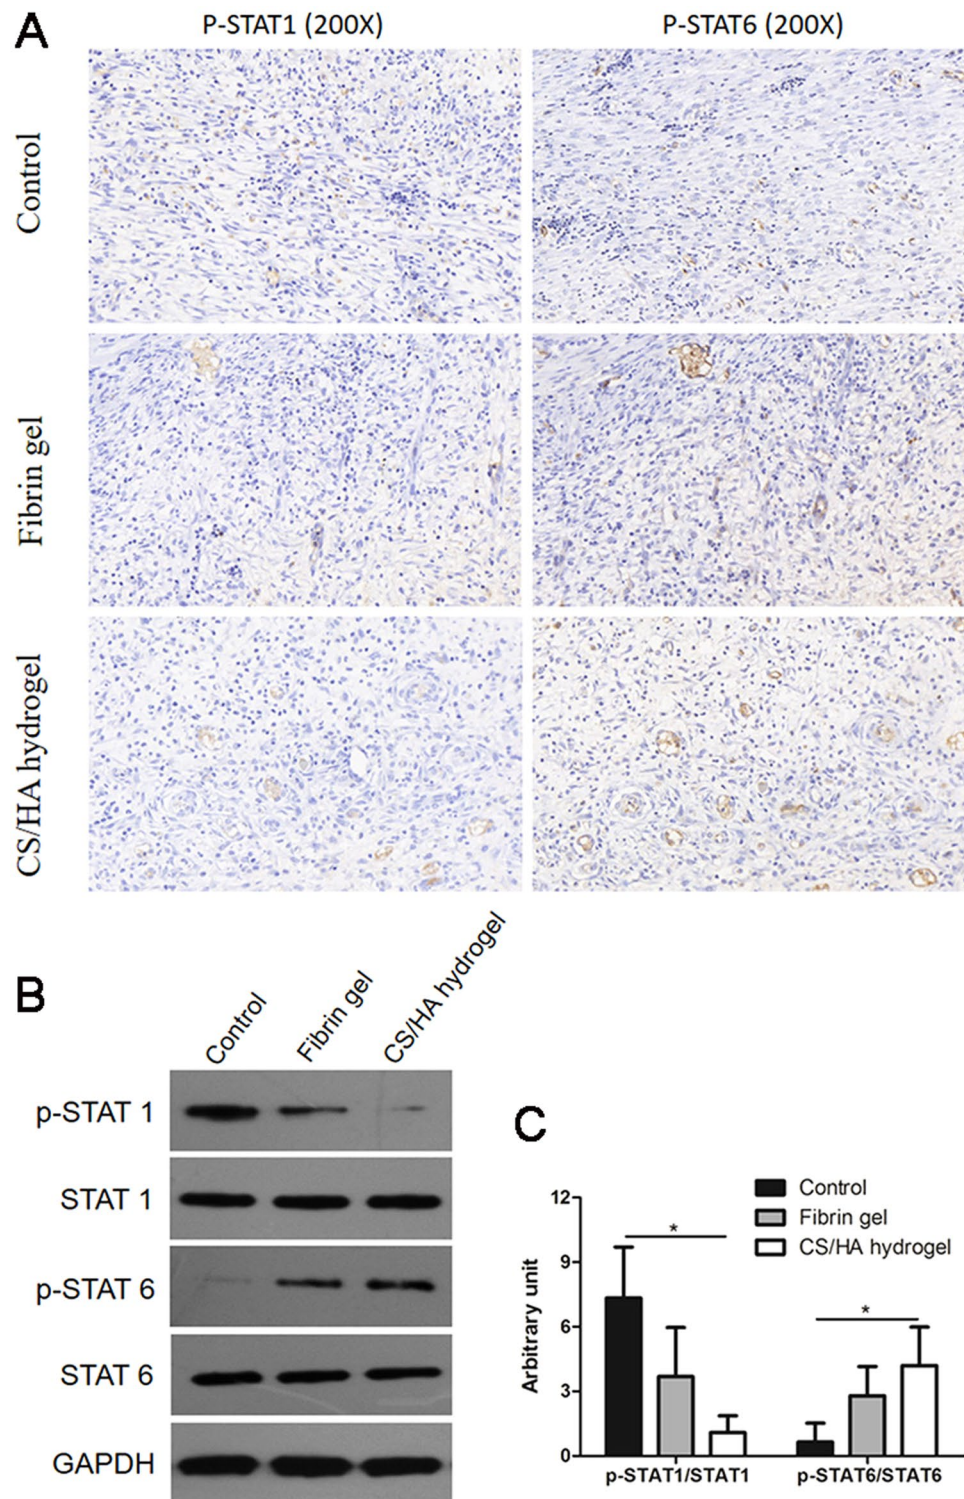 A
P-STAT1 (200X)
P-STAT6 (200X)
Control
Fibrin gel
CS/HA hydrogel
B
Control
Fibrin gel
CS/HA hydrogel
p-STAT 1
STAT 1
p-STAT 6
STAT 6
GAPDH
C
Control
Fibrin gel
CS/HA hydrogel
Arbitrary unit
12
9
6
3
0
*
*
p-STAT1/STAT1
p-STAT6/STAT6